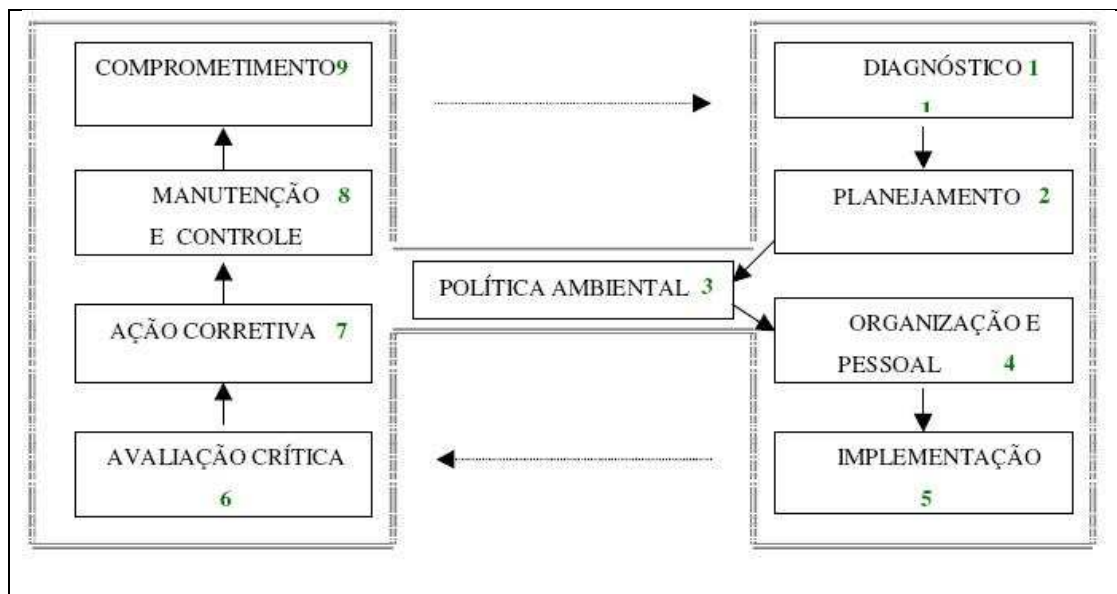 COMPROMETIMENTO9
DIAGNÓSTICO 1
1
MANUTENÇÃO 8
E CONTROLE
PLANEJAMENTO 2
POLÍTICA AMBIENTAL 3
AÇÃO CORRETIVA 7
ORGANIZAÇÃO E
PESSOAL 4
AVALIAÇÃO CRÍTICA
6
IMPLEMENTAÇÃO
5